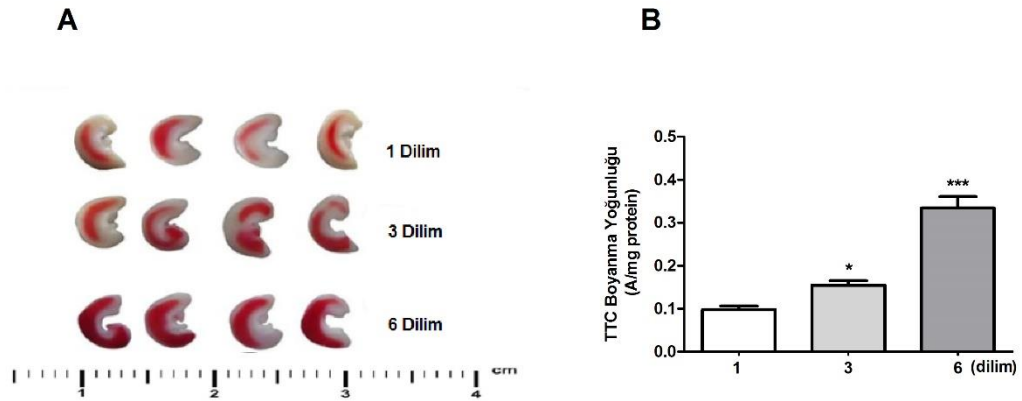 A
B
1 Dilim
3 Dilim
6 Dilim
cm
1 2 3 4
TTC Boyanma Yoğunluğu
(A/mg protein)
0.5
0.4
0.3
0.2
0.1
0.0
*
***
1 3 6 (dilim)